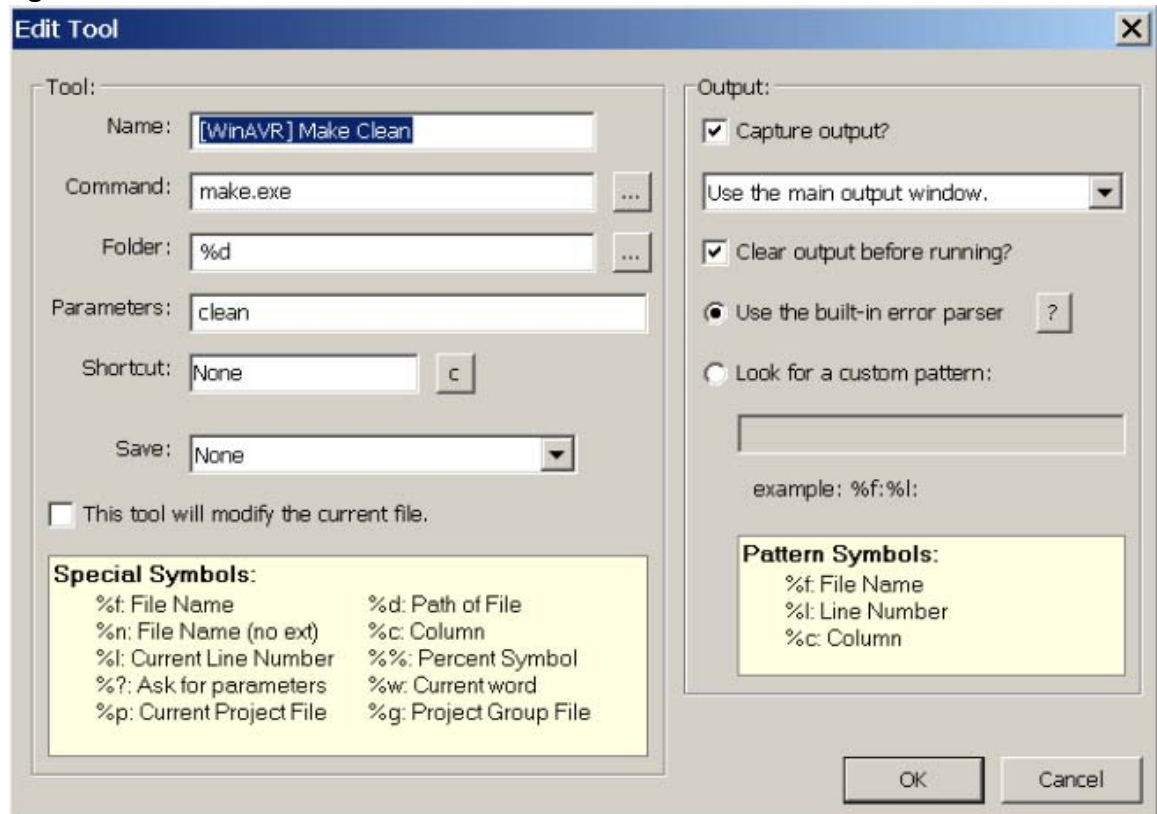 Edit Tool
Tool:
Name: [WinAVR] Make Clean
Command: make.exe ...
Folder: %d ...
Parameters: clean
Shortcut: None c
Save: None
This tool will modify the current file.
Special Symbols:
%f: File Name %d: Path of File
%n: File Name (no ext) %c: Column
%l: Current Line Number %%: Percent Symbol
%?: Ask for parameters %w: Current word
%p: Current Project File %g: Project Group File
Output:
Capture output?
Use the main output window.
Clear output before running?
Use the built-in error parser ?
Look for a custom pattern:
example: %f:%l:
Pattern Symbols:
%f: File Name
%l: Line Number
%c: Column
OK Cancel